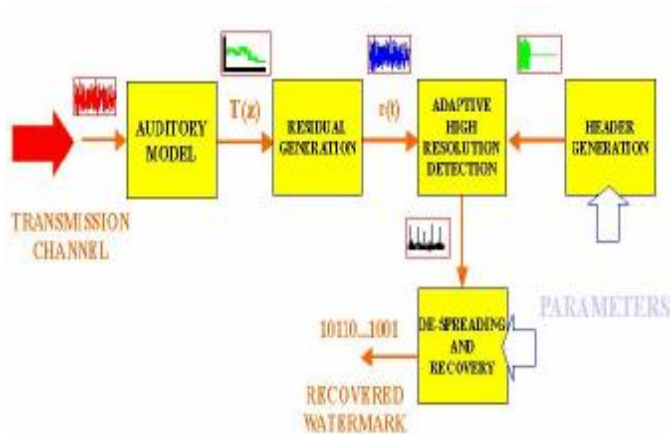 AUDITORY
MODEL
T(z)
RESIDUAL
GENERATION
r(t)
ADAPTIVE
HIGH
RESOLUTION
DETECTION
HEADER
GENERATION
TRANSMISSION
CHANNEL
PARAMETERS
DE-SPREADING
AND
RECOVERY
10110...1001
RECOVERED
WATERMARK